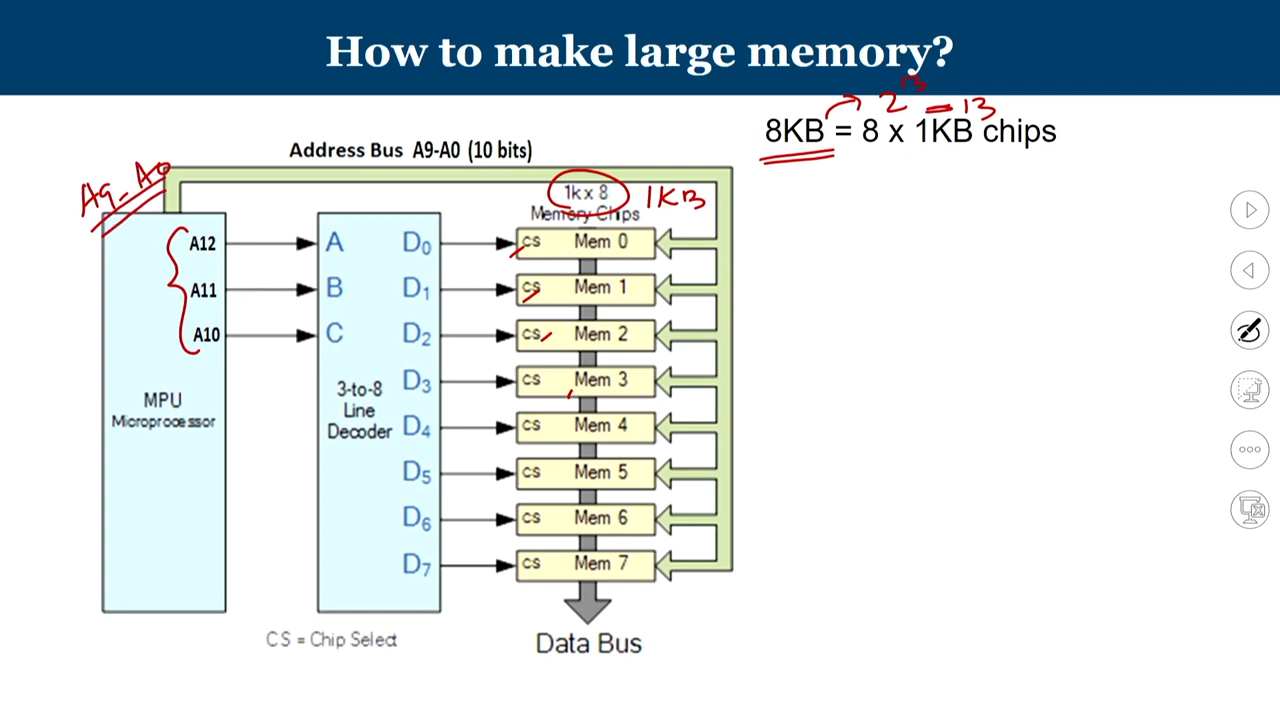 How to make large memory?
2^13 = 13
8KB = 8 x 1KB chips
Address Bus A9-A0 (10 bits)
A9-A0
1k x 8 1KB
Memory Chips
A12 A D0 cs Mem 0
A11 B D1 cs Mem 1
A10 C D2 cs Mem 2
D3 cs Mem 3
3-to-8
Line
Decoder
MPU
Microprocessor
D4 cs Mem 4
D5 cs Mem 5
D6 cs Mem 6
D7 cs Mem 7
CS = Chip Select
Data Bus